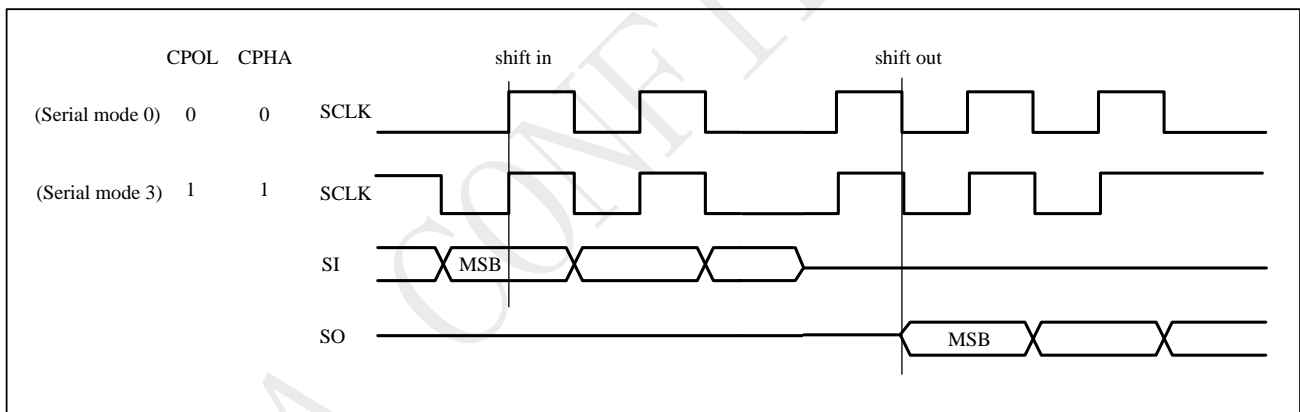 CPOL CPHA shift in shift out
(Serial mode 0) 0 0 SCLK
(Serial mode 3) 1 1 SCLK
SI MSB
SO MSB